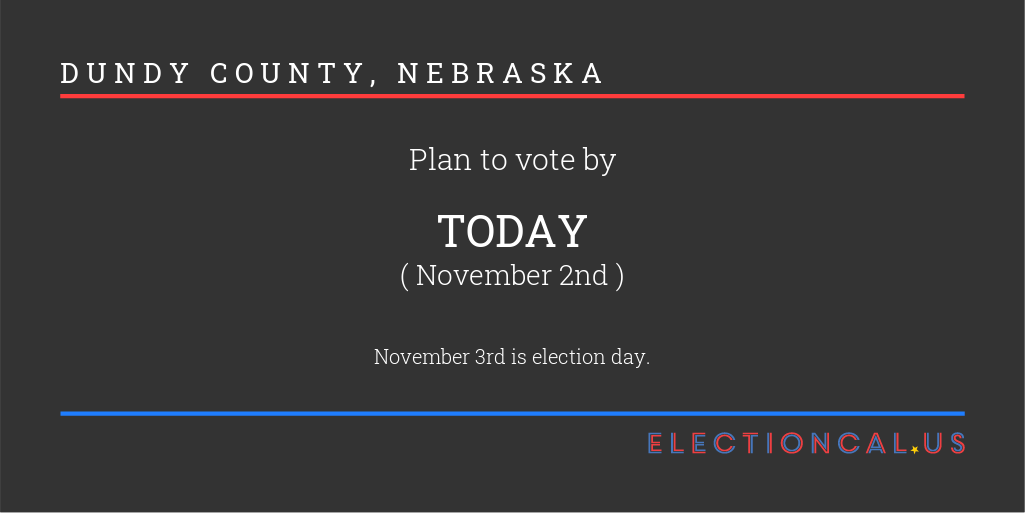 DUNDY COUNTY, NEBRASKA
Plan to vote by
TODAY
( November 2nd )
November 3rd is election day.
ELECTIONCAL.US